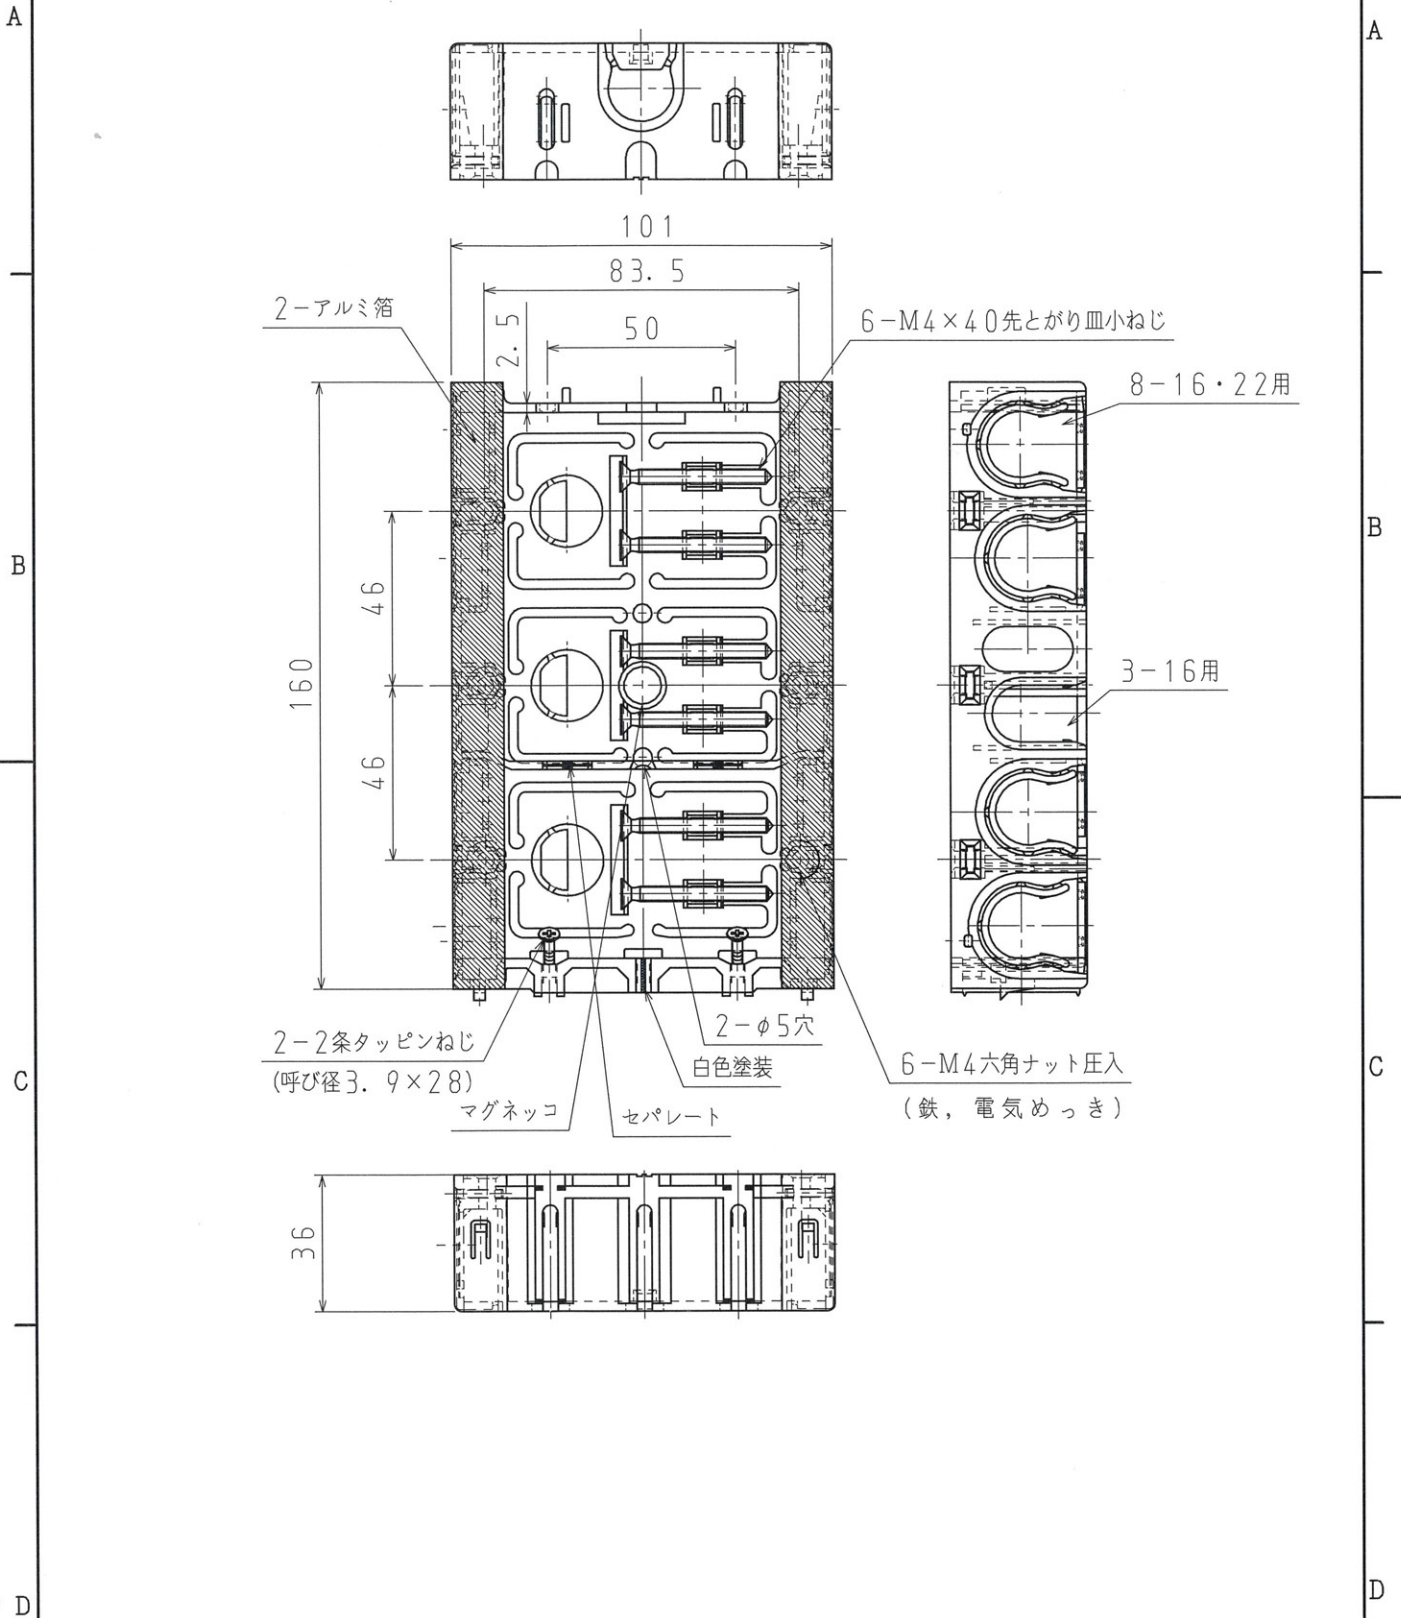 A
A
101
83.5
2-アルミ箔
2.5
50
6-M4×40先とがり皿小ねじ
8-16・22用
B
B
46
160
3-16用
46
2-φ5穴
2-2条タッピンねじ
(呼び径3.9×28)
白色塗装
6-M4六角ナット圧入
(鉄,電気めっき)
マグネッコ
セパレート
C
C
36
D
D